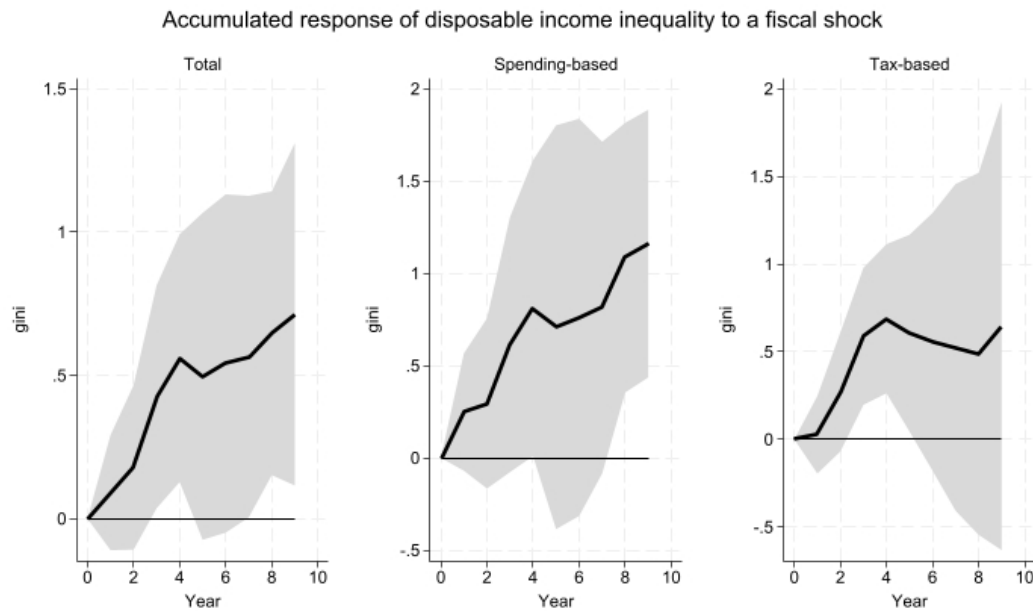 Accumulated response of disposable income inequality to a fiscal shock
Total
1.5
1
.5
0
gini
0 2 4 6 8 10
Year
Spending-based
2
1.5
1
.5
0
-.5
gini
0 2 4 6 8 10
Year
Tax-based
2
1.5
1
.5
0
-.5
gini
0 2 4 6 8 10
Year